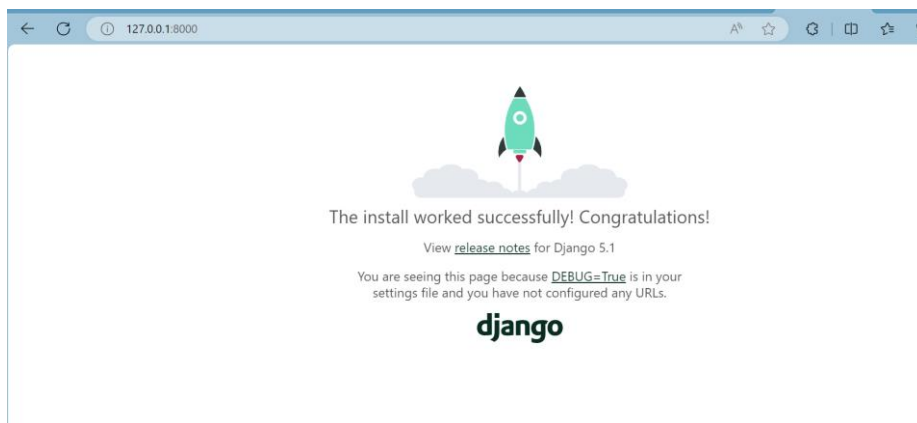 127.0.0.1:8000
The install worked successfully! Congratulations!
View release notes for Django 5.1
You are seeing this page because DEBUG=True is in your
settings file and you have not configured any URLs.
django